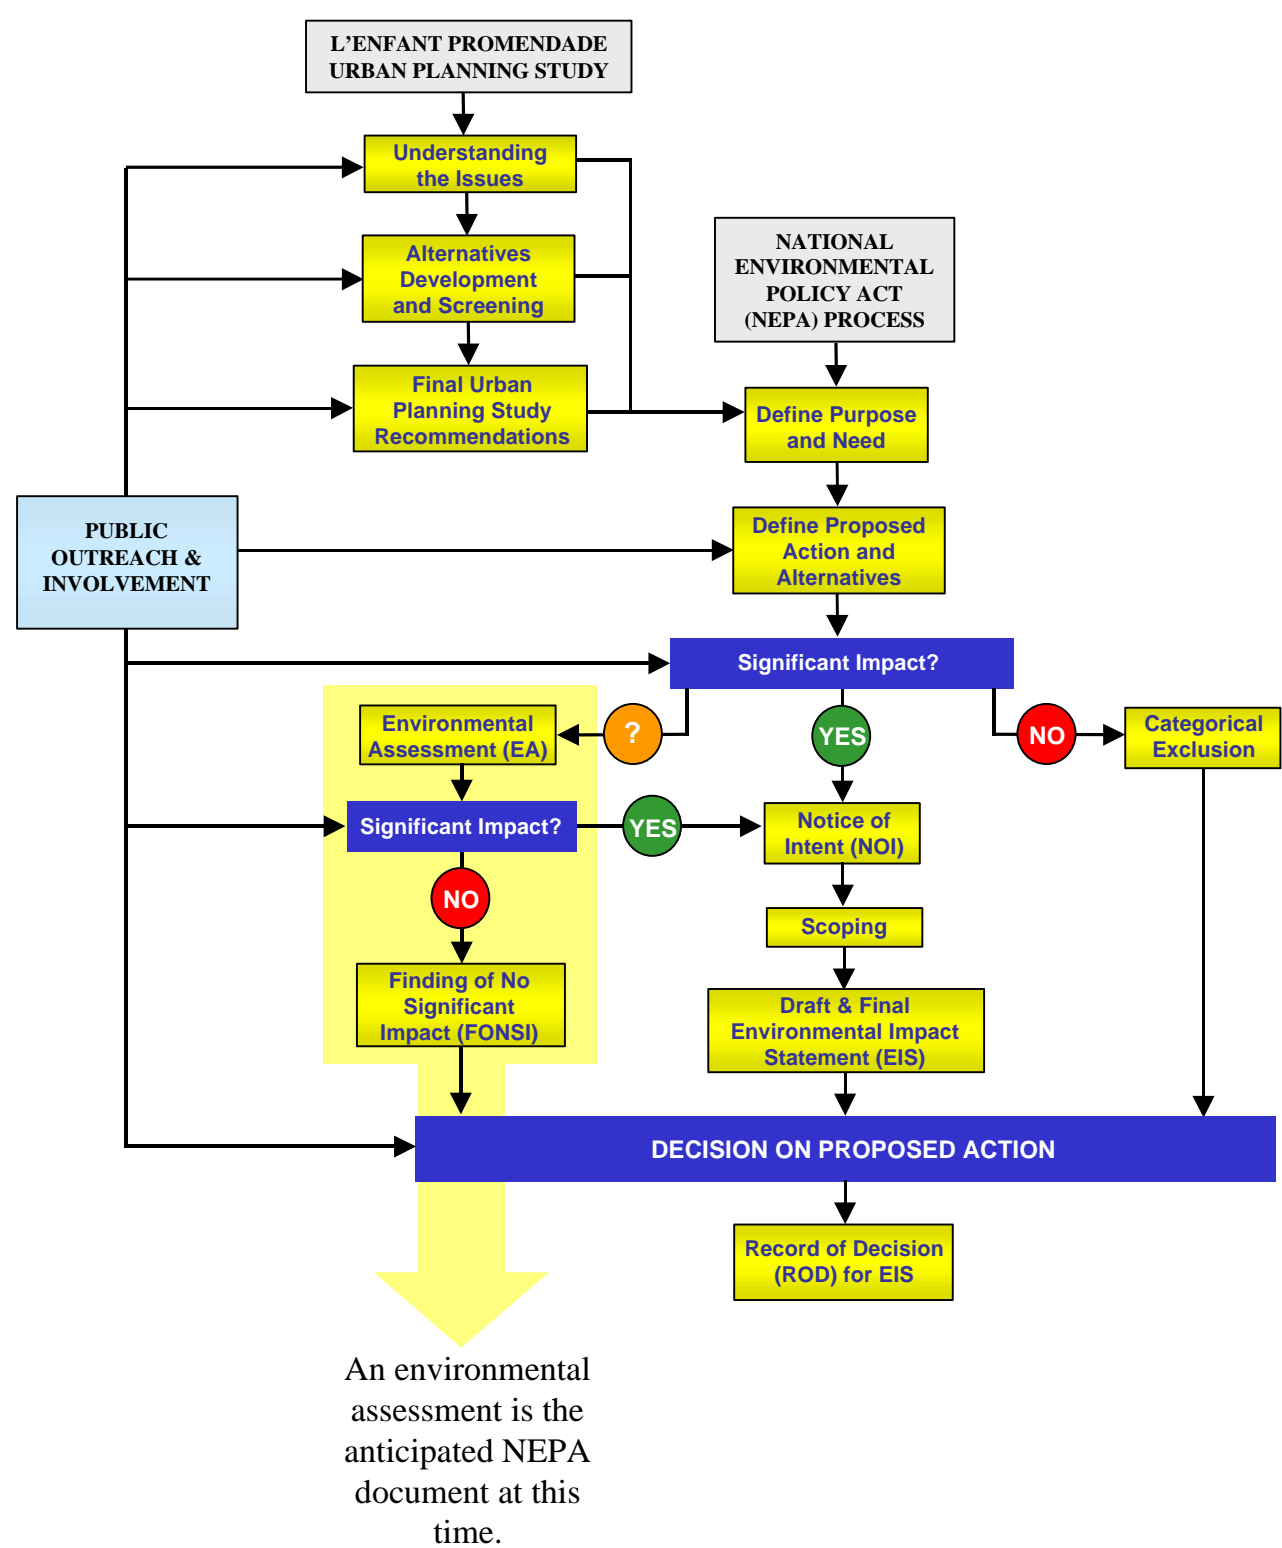 L'ENFANT PROMENDADE
URBAN PLANNING STUDY
Understanding
the Issues
Alternatives
Development
and Screening
Final Urban
Planning Study
Recommendations
NATIONAL
ENVIRONMENTAL
POLICY ACT
(NEPA) PROCESS
Define Purpose
and Need
PUBLIC
OUTREACH &
INVOLVEMENT
Define Proposed
Action and
Alternatives
Significant Impact?
Environmental
Assessment (EA)
?
YES
NO
Categorical
Exclusion
Significant Impact?
YES
Notice of
Intent (NOI)
NO
Scoping
Finding of No
Significant
Impact (FONSI)
Draft & Final
Environmental Impact
Statement (EIS)
DECISION ON PROPOSED ACTION
Record of Decision
(ROD) for EIS
An environmental
assessment is the
anticipated NEPA
document at this
time.